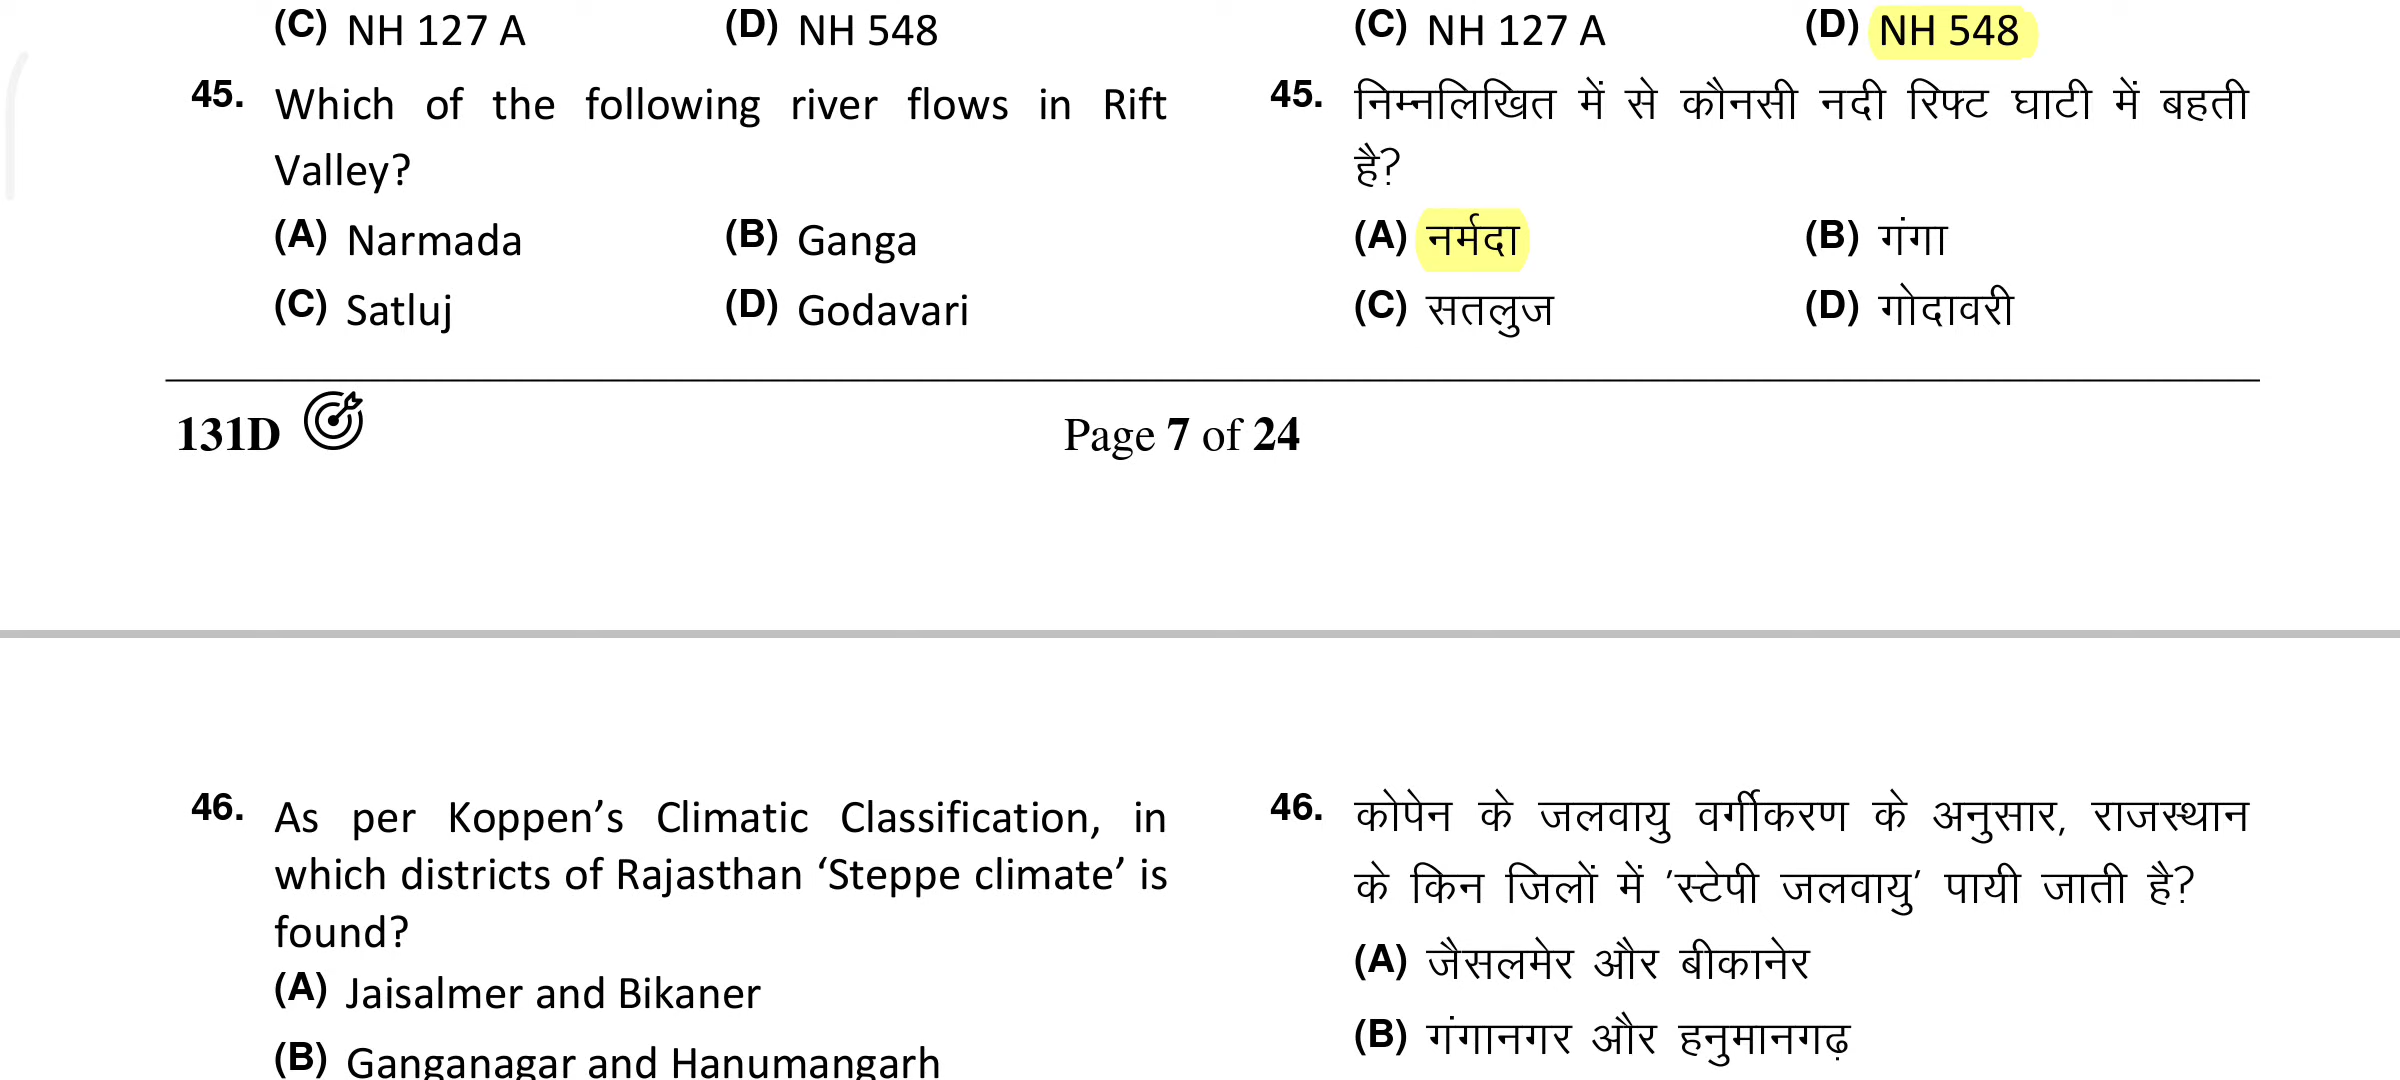 (C) NH 127 A (D) NH 548
45. Which of the following river flows in Rift
Valley?
(A) Narmada (B) Ganga
(C) Satluj (D) Godavari
(C) NH 127 A (D) NH 548
45. निम्नलिखित में से कौनसी नदी रिफ्ट घाटी में बहती
है?
(A) नर्मदा (B) गंगा
(C) सतलुज (D) गोदावरी
131D Page 7 of 24
46. As per Koppen’s Climatic Classification, in
which districts of Rajasthan ‘Steppe climate’ is
found?
(A) Jaisalmer and Bikaner
(B) Ganganagar and Hanumangarh
46. कोपेन के जलवायु वर्गीकरण के अनुसार, राजस्थान
के किन जिलों में ’स्टेपी जलवायु’ पायी जाती है?
(A) जैसलमेर और बीकानेर
(B) गंगानगर और हनुमानगढ़